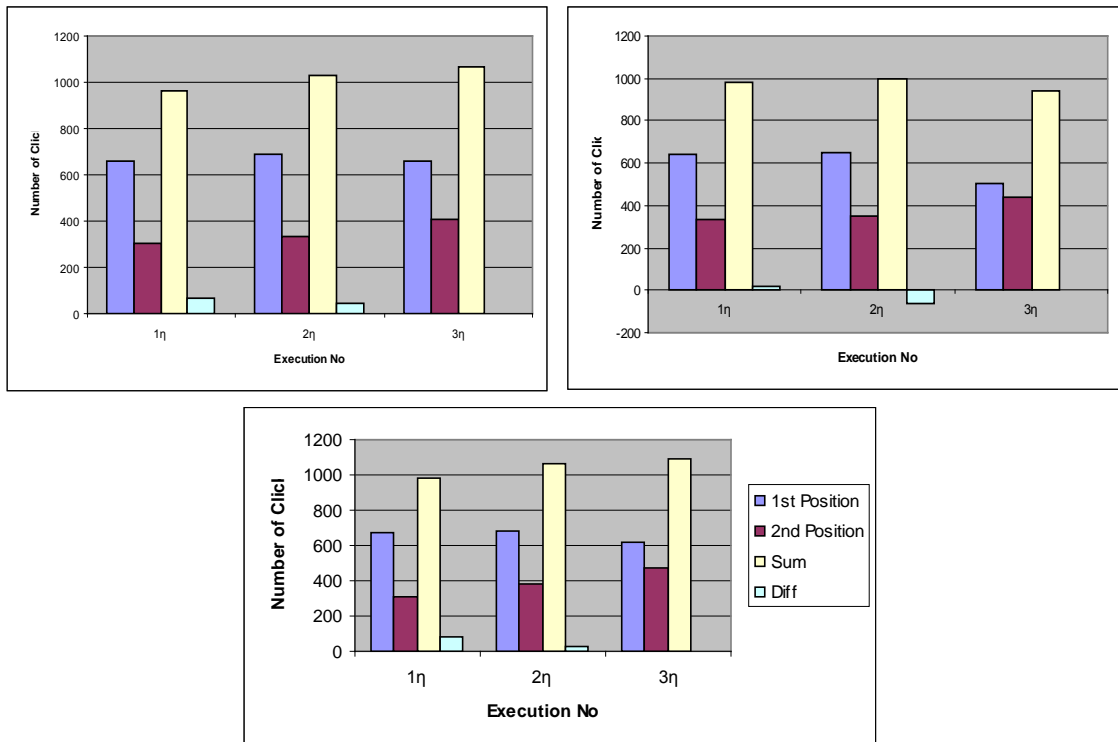 1200
1000
800
600
400
200
0
Number of Clic
1η 2η 3η
Execution No
1200
1000
800
600
400
200
0
-200
Number of Clic
1η 2η 3η
Execution No
1200
1000
800
600
400
200
0
Number of Clicl
1η 2η 3η
Execution No
1st Position
2nd Position
Sum
Diff